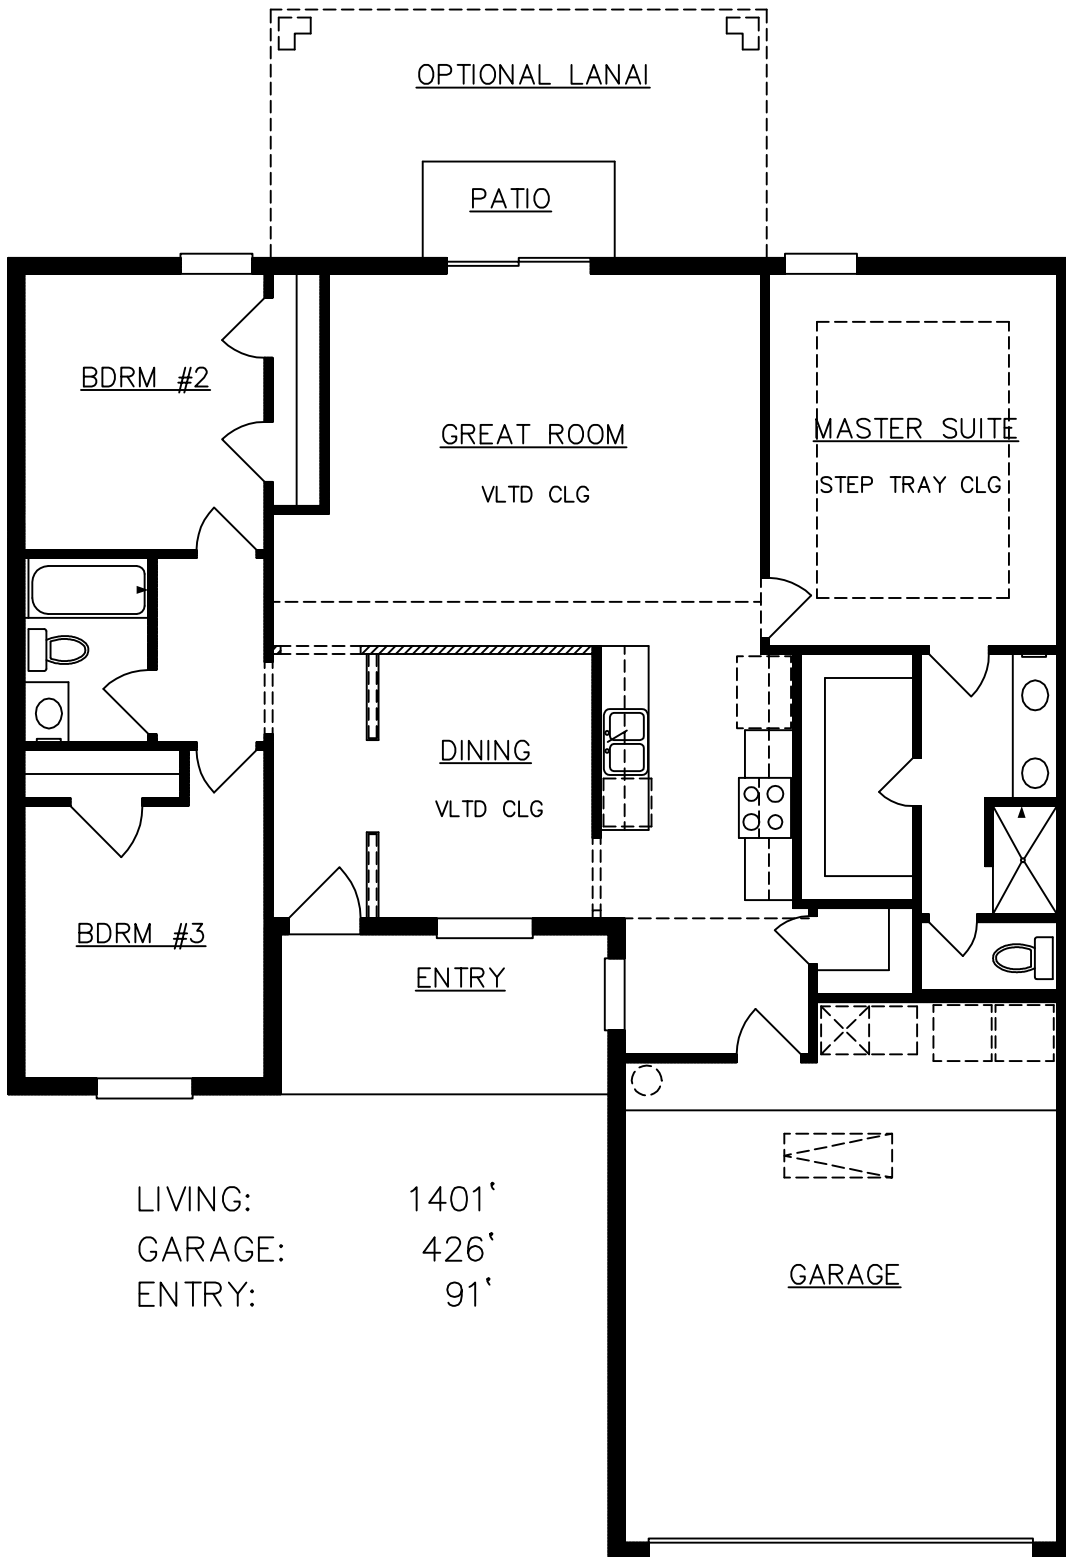 OPTIONAL LANAI
PATIO
BDRM #2
GREAT ROOM
VLTD CLG
MASTER SUITE
STEP TRAY CLG
DINING
VLTD CLG
BDRM #3
ENTRY
LIVING: 1401'
GARAGE: 426'
ENTRY: 91'
GARAGE